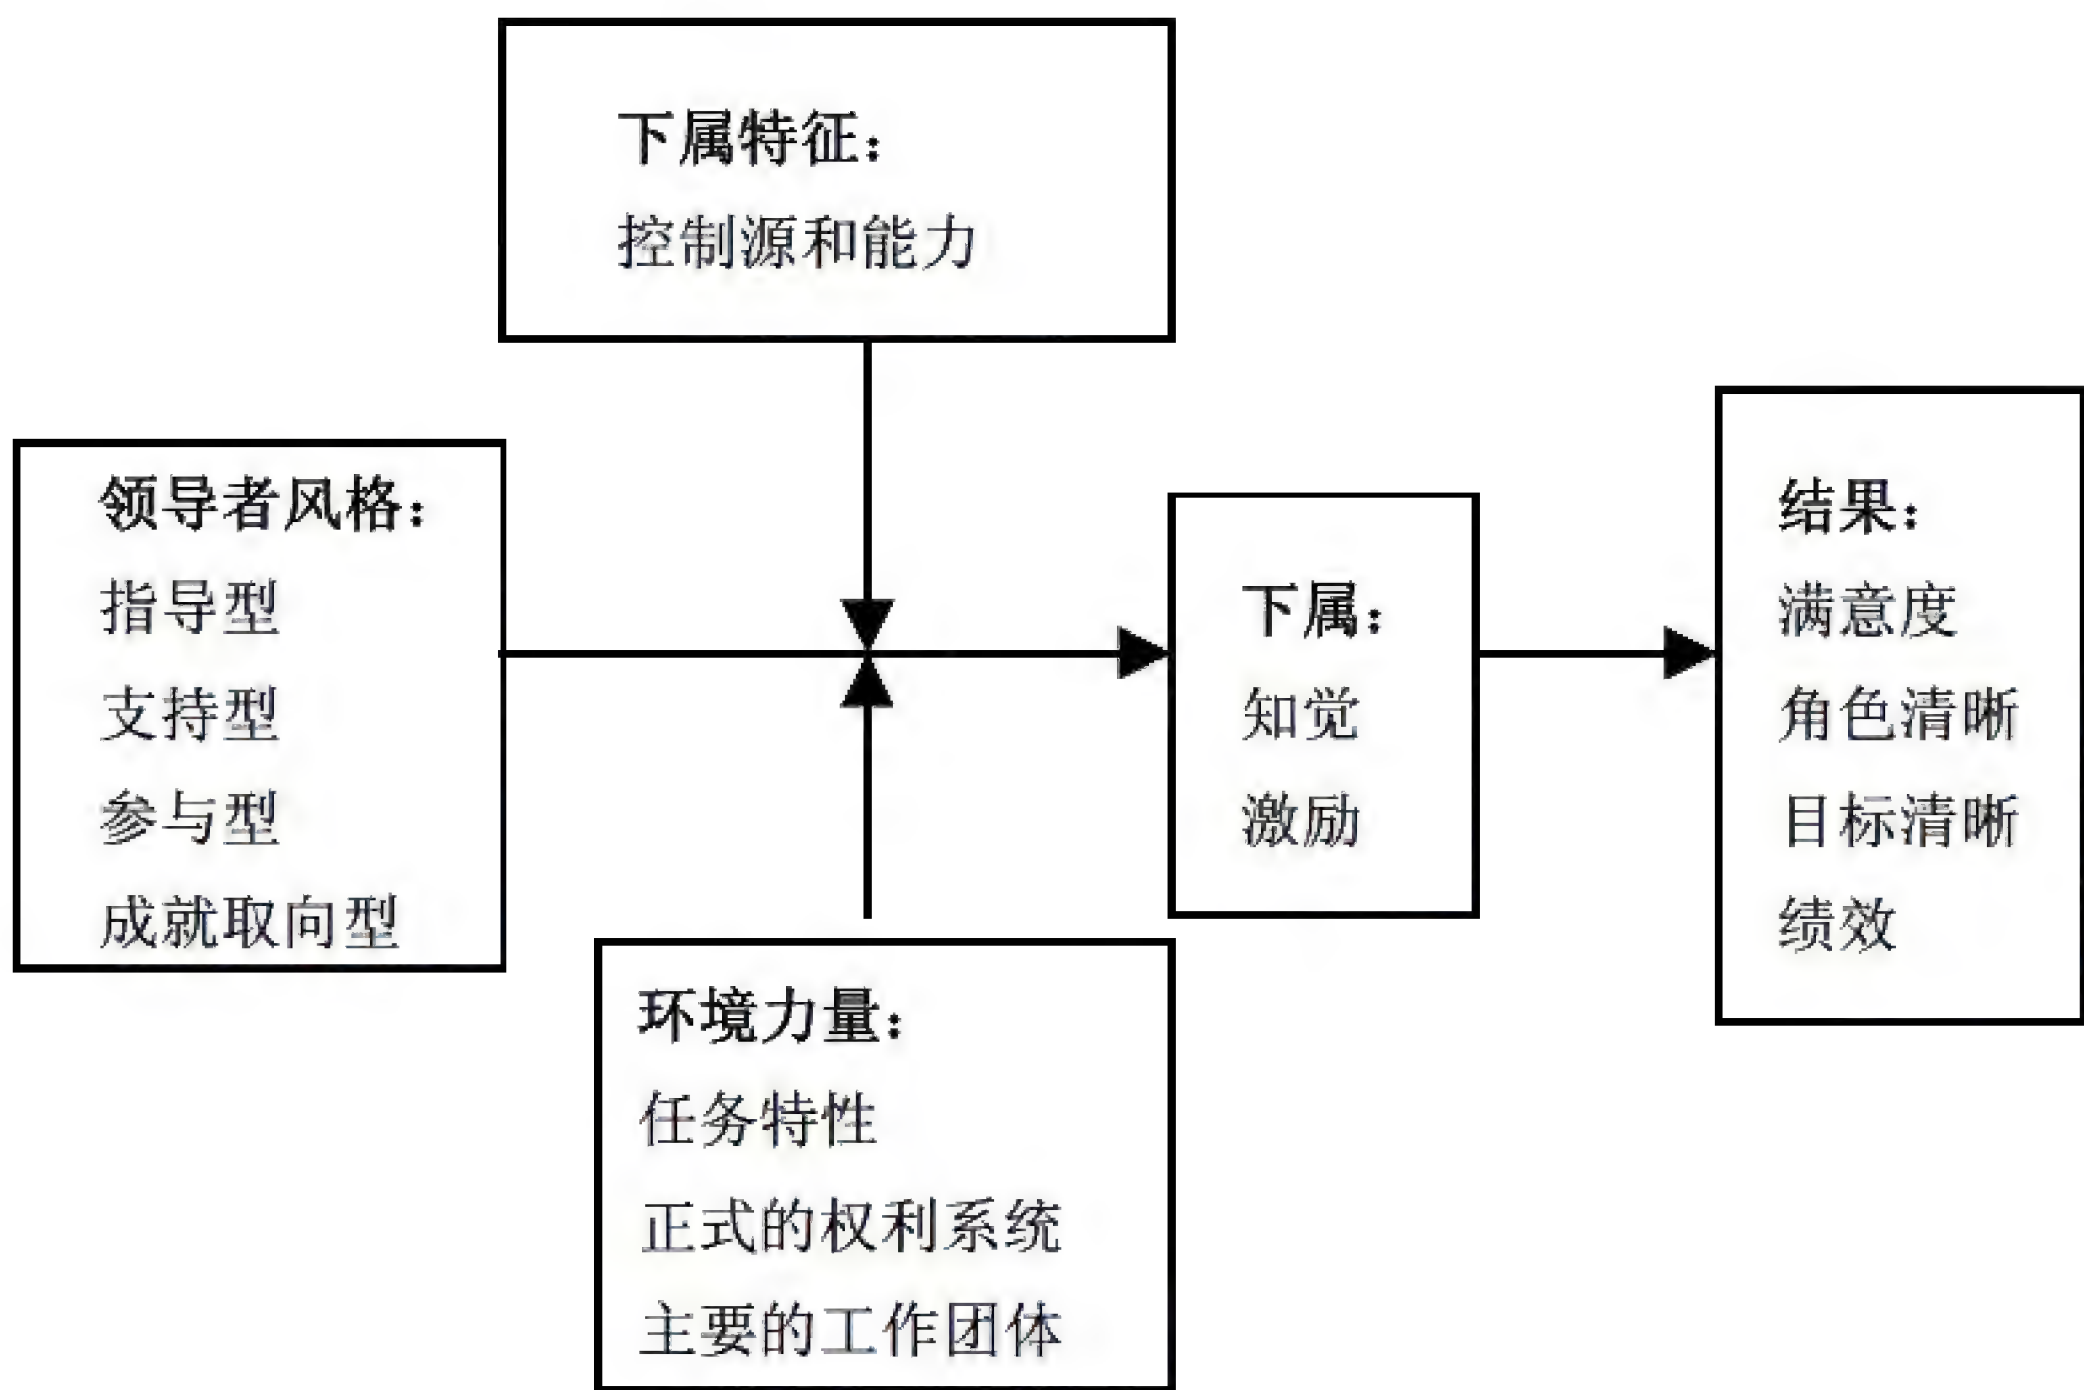 下属特征：
控制源和能力
领导者风格：
指导型
支持型
参与型
成就取向型
下属：
知觉
激励
结果：
满意度
角色清晰
目标清晰
绩效
环境力量：
任务特性
正式的权利系统
主要的工作团体